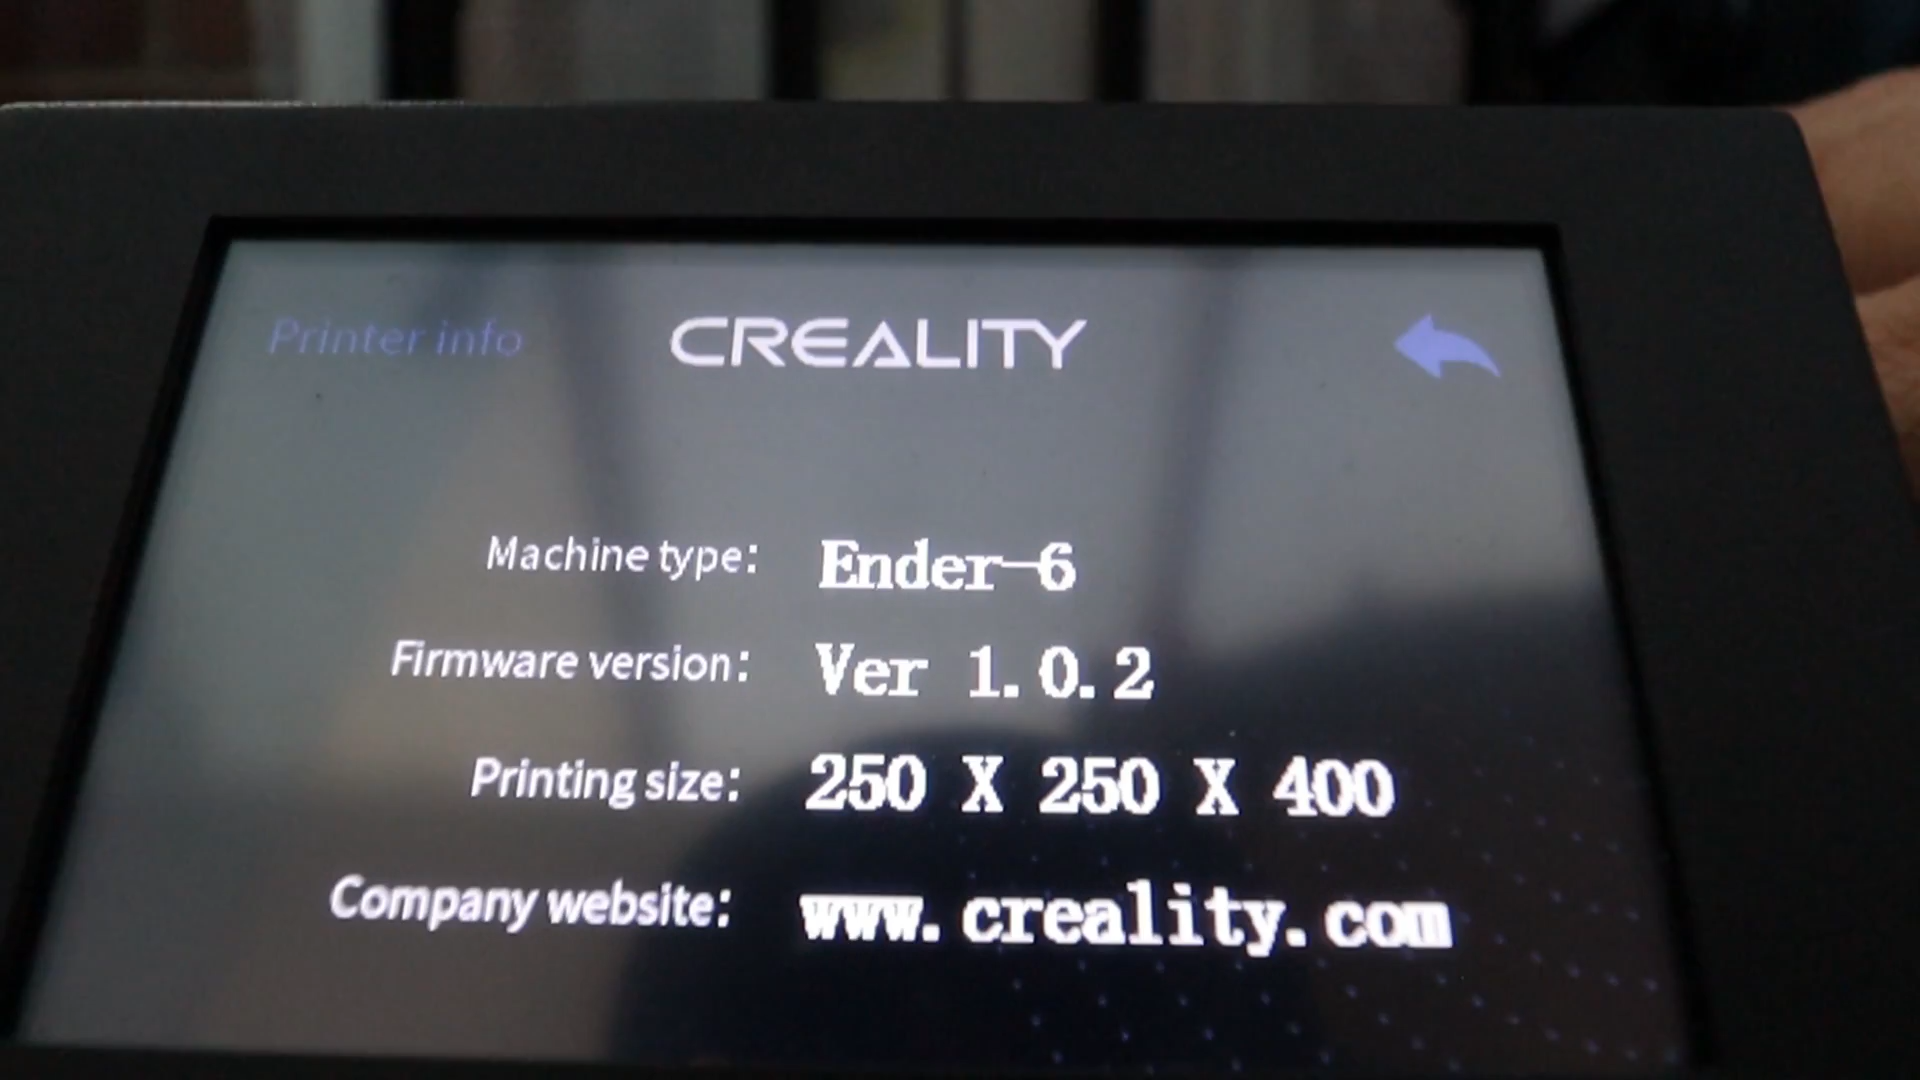 Printer info CREALITY
Machine type: Ender-6
Firmware version: Ver 1.0.2
Printing size: 250 X 250 X 400
Company website: www.creality.com